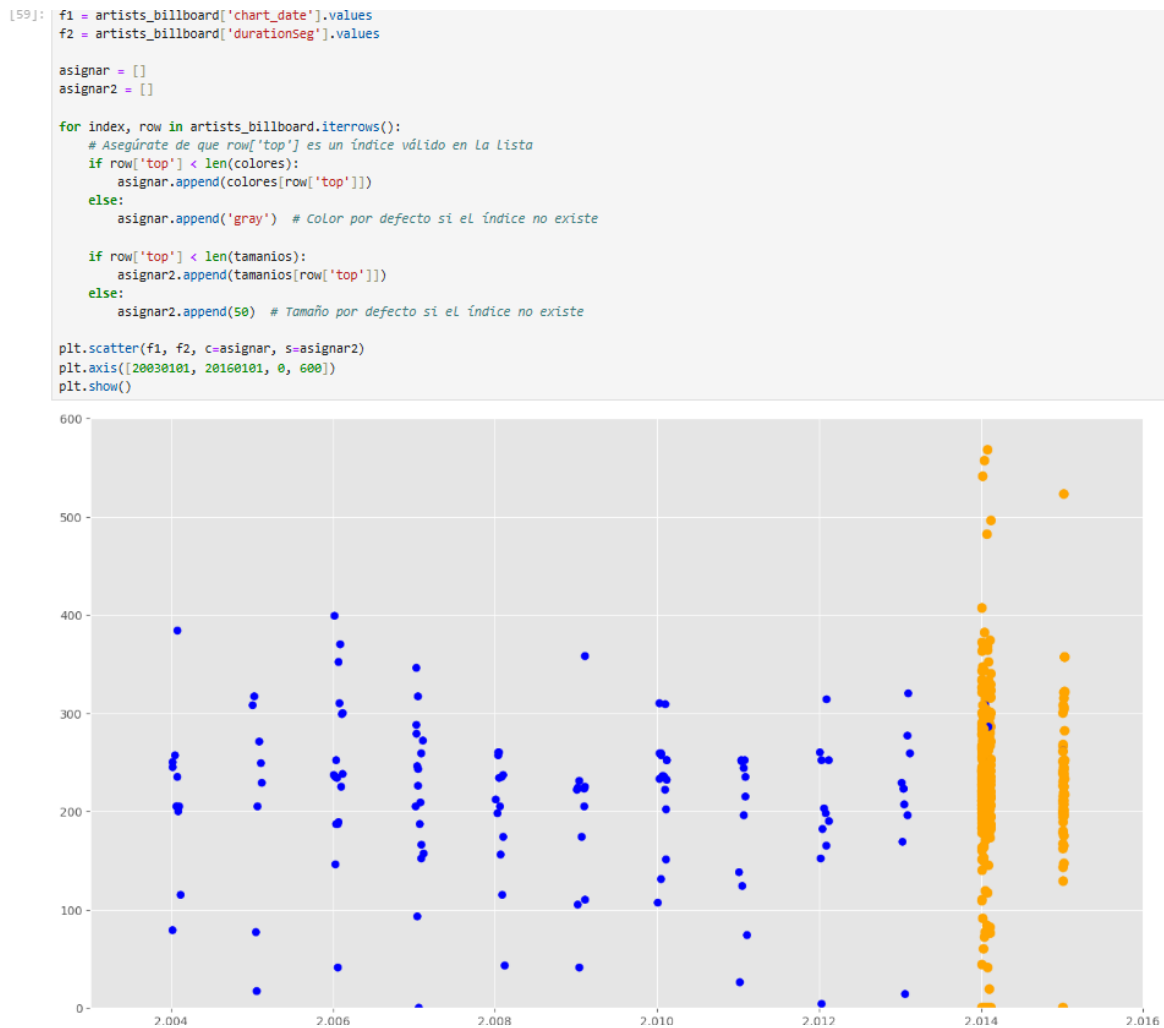 [59]: f1 = artists_billboard['chart_date'].values
f2 = artists_billboard['durationSeg'].values
asignar = []
asignar2 = []
for index, row in artists_billboard.iterrows():
# Asegúrate de que row['top'] es un índice válido en la lista
if row['top'] < len(colores):
asignar.append(colores[row['top']])
else:
asignar.append('gray')  # Color por defecto si el índice no existe
if row['top'] < len(tamanios):
asignar2.append(tamanios[row['top']])
else:
asignar2.append(50)  # Tamaño por defecto si el índice no existe
plt.scatter(f1, f2, c=asignar, s=asignar2)
plt.axis([20030101, 20160101, 0, 600])
plt.show()
600
500
400
300
200
100
0
2.004 2.006 2.008 2.010 2.012 2.014 2.016